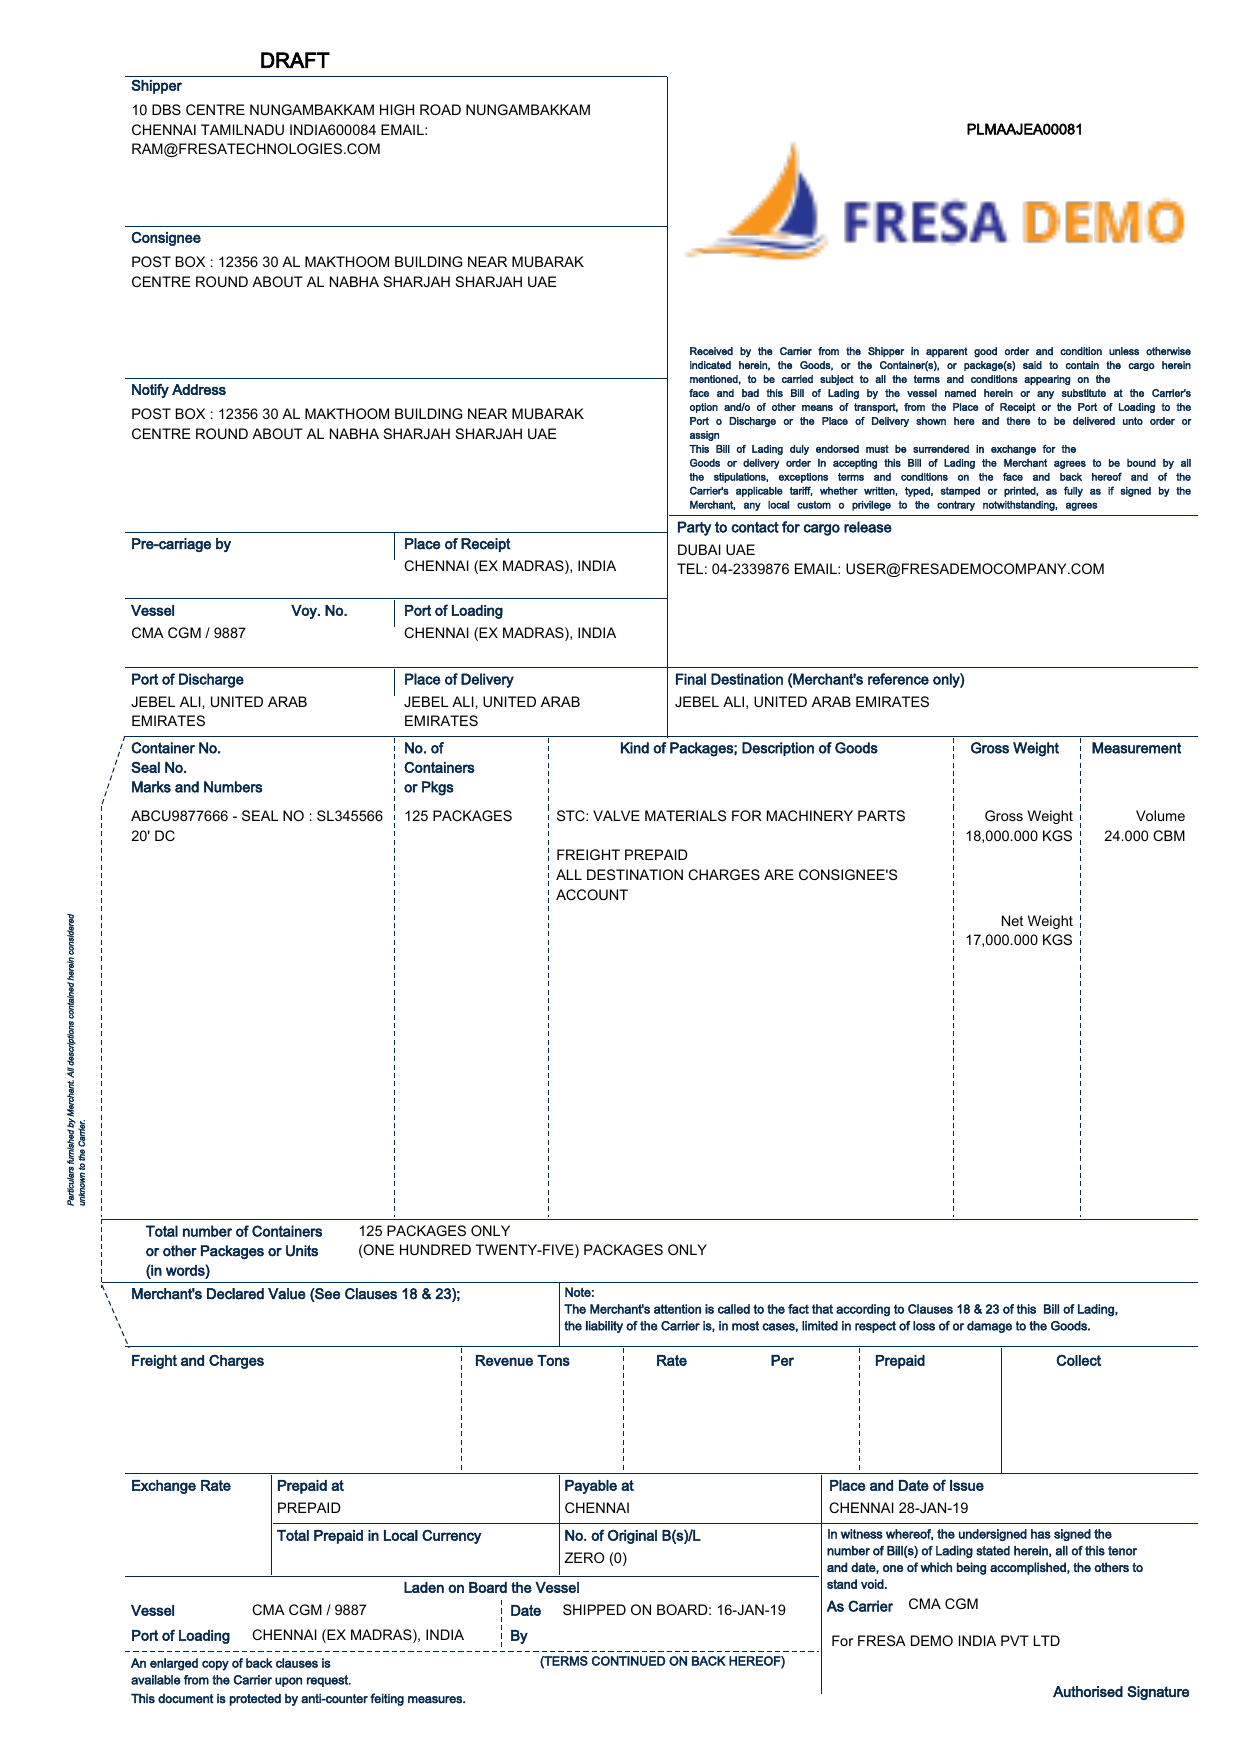 DRAFT
Shipper
10 DBS CENTRE NUNGAMBAKKAM HIGH ROAD NUNGAMBAKKAM
CHENNAI TAMILNADU INDIA600084 EMAIL:
RAM@FRESATECHNOLOGIES.COM
PLMAAJEA00081
FRESA DEMO
Consignee
POST BOX : 12356 30 AL MAKTHOOM BUILDING NEAR MUBARAK
CENTRE ROUND ABOUT AL NABHA SHARJAH SHARJAH UAE
Notify Address
POST BOX : 12356 30 AL MAKTHOOM BUILDING NEAR MUBARAK
CENTRE ROUND ABOUT AL NABHA SHARJAH SHARJAH UAE
Received by the Carrier from the Shipper in apparent good order and condition unless otherwise
indicated herein, the Goods, or the Container(s), or package(s) said to contain the cargo herein
mentioned, to be carried subject to all the terms and conditions appearing on the
face and bad this Bill of Lading by the vessel named herein or any substitute at the Carrier's
option and/o of other means of transport, from the Place of Receipt or the Port of Loading to the
Port o Discharge or the Place of Delivery shown here and there to be delivered unto order or
assign
This Bill of Lading duly endorsed must be surrendered in exchange for the
Goods or delivery order In accepting this Bill of Lading the Merchant agrees to be bound by all
the stipulations, exceptions terms and conditions on the face and back hereof and of the
Carrier's applicable tariff, whether written, typed, stamped or printed, as fully as if signed by the
Merchant, any local custom o privilege to the contrary notwithstanding, agrees
Party to contact for cargo release
DUBAI UAE
TEL: 04-2339876 EMAIL: USER@FRESADEMOCOMPANY.COM
Pre-carriage by
Place of Receipt
CHENNAI (EX MADRAS), INDIA
Vessel Voy. No.
CMA CGM / 9887
Port of Loading
CHENNAI (EX MADRAS), INDIA
Port of Discharge
JEBEL ALI, UNITED ARAB
EMIRATES
Place of Delivery
JEBEL ALI, UNITED ARAB
EMIRATES
Final Destination (Merchant's reference only)
JEBEL ALI, UNITED ARAB EMIRATES
Container No.
Seal No.
Marks and Numbers
No. of
Containers
or Pkgs
Kind of Packages; Description of Goods
Gross Weight
Measurement
ABCU9877666 - SEAL NO : SL345566
20' DC
125 PACKAGES
STC: VALVE MATERIALS FOR MACHINERY PARTS
FREIGHT PREPAID
ALL DESTINATION CHARGES ARE CONSIGNEE'S
ACCOUNT
Gross Weight
18,000.000 KGS
Net Weight
17,000.000 KGS
Volume
24.000 CBM
Particulars furnished by Merchant. All descriptions contained herein considered
unknown to the Carrier.
Total number of Containers
or other Packages or Units
(in words)
125 PACKAGES ONLY
(ONE HUNDRED TWENTY-FIVE) PACKAGES ONLY
Merchant's Declared Value (See Clauses 18 & 23);
Note:
The Merchant's attention is called to the fact that according to Clauses 18 & 23 of this Bill of Lading,
the liability of the Carrier is, in most cases, limited in respect of loss of or damage to the Goods.
Freight and Charges
Revenue Tons
Rate
Per
Prepaid
Collect
Exchange Rate
Prepaid at
PREPAID
Payable at
CHENNAI
Place and Date of Issue
CHENNAI 28-JAN-19
Total Prepaid in Local Currency
No. of Original B(s)/L
ZERO (0)
In witness whereof, the undersigned has signed the
number of Bill(s) of Lading stated herein, all of this tenor
and date, one of which being accomplished, the others to
stand void.
As Carrier CMA CGM
For FRESA DEMO INDIA PVT LTD
Authorised Signature
Laden on Board the Vessel
Vessel CMA CGM / 9887
Date SHIPPED ON BOARD: 16-JAN-19
Port of Loading CHENNAI (EX MADRAS), INDIA
By
An enlarged copy of back clauses is
available from the Carrier upon request.
(TERMS CONTINUED ON BACK HEREOF)
This document is protected by anti-counter feiting measures.